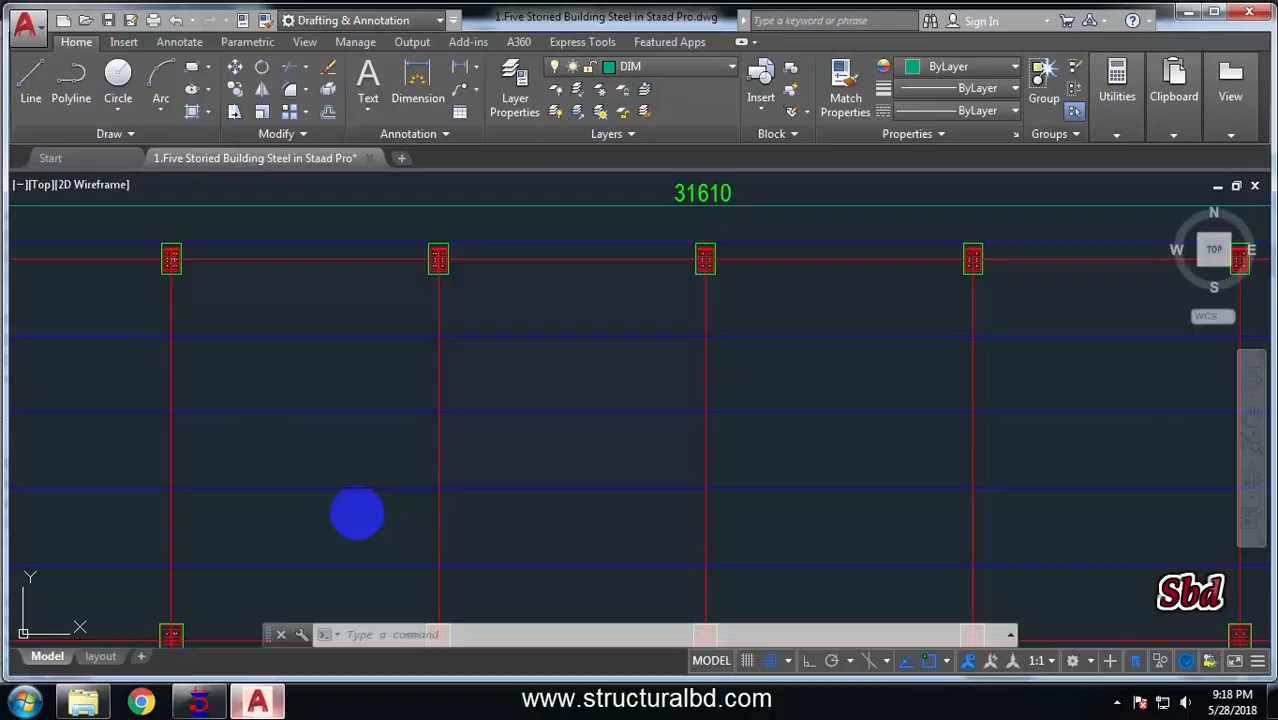 Drafting & Annotation
1.Five Storied Building Steel in Staad Pro.dwg
Type a keyword or phrase
Sign In
Home
Insert
Annotate
Parametric
View
Manage
Output
Add-ins
A360
Express Tools
Featured Apps
DIM
ByLayer
ByLayer
ByLayer
Line
Polyline
Circle
Arc
Text
Dimension
Layer
Properties
Insert
Match
Properties
Group
Utilities
Clipboard
View
Draw
Modify
Annotation
Layers
Block
Properties
Groups
Start
1.Five Storied Building Steel in Staad Pro*
[−][Top][2D Wireframe]
31610
N
W
TOP
E
S
WCS
Y
X
Sbd
Type a command
Model
layout
MODEL
1:1
www.structuralbd.com
9:18 PM
5/28/2018